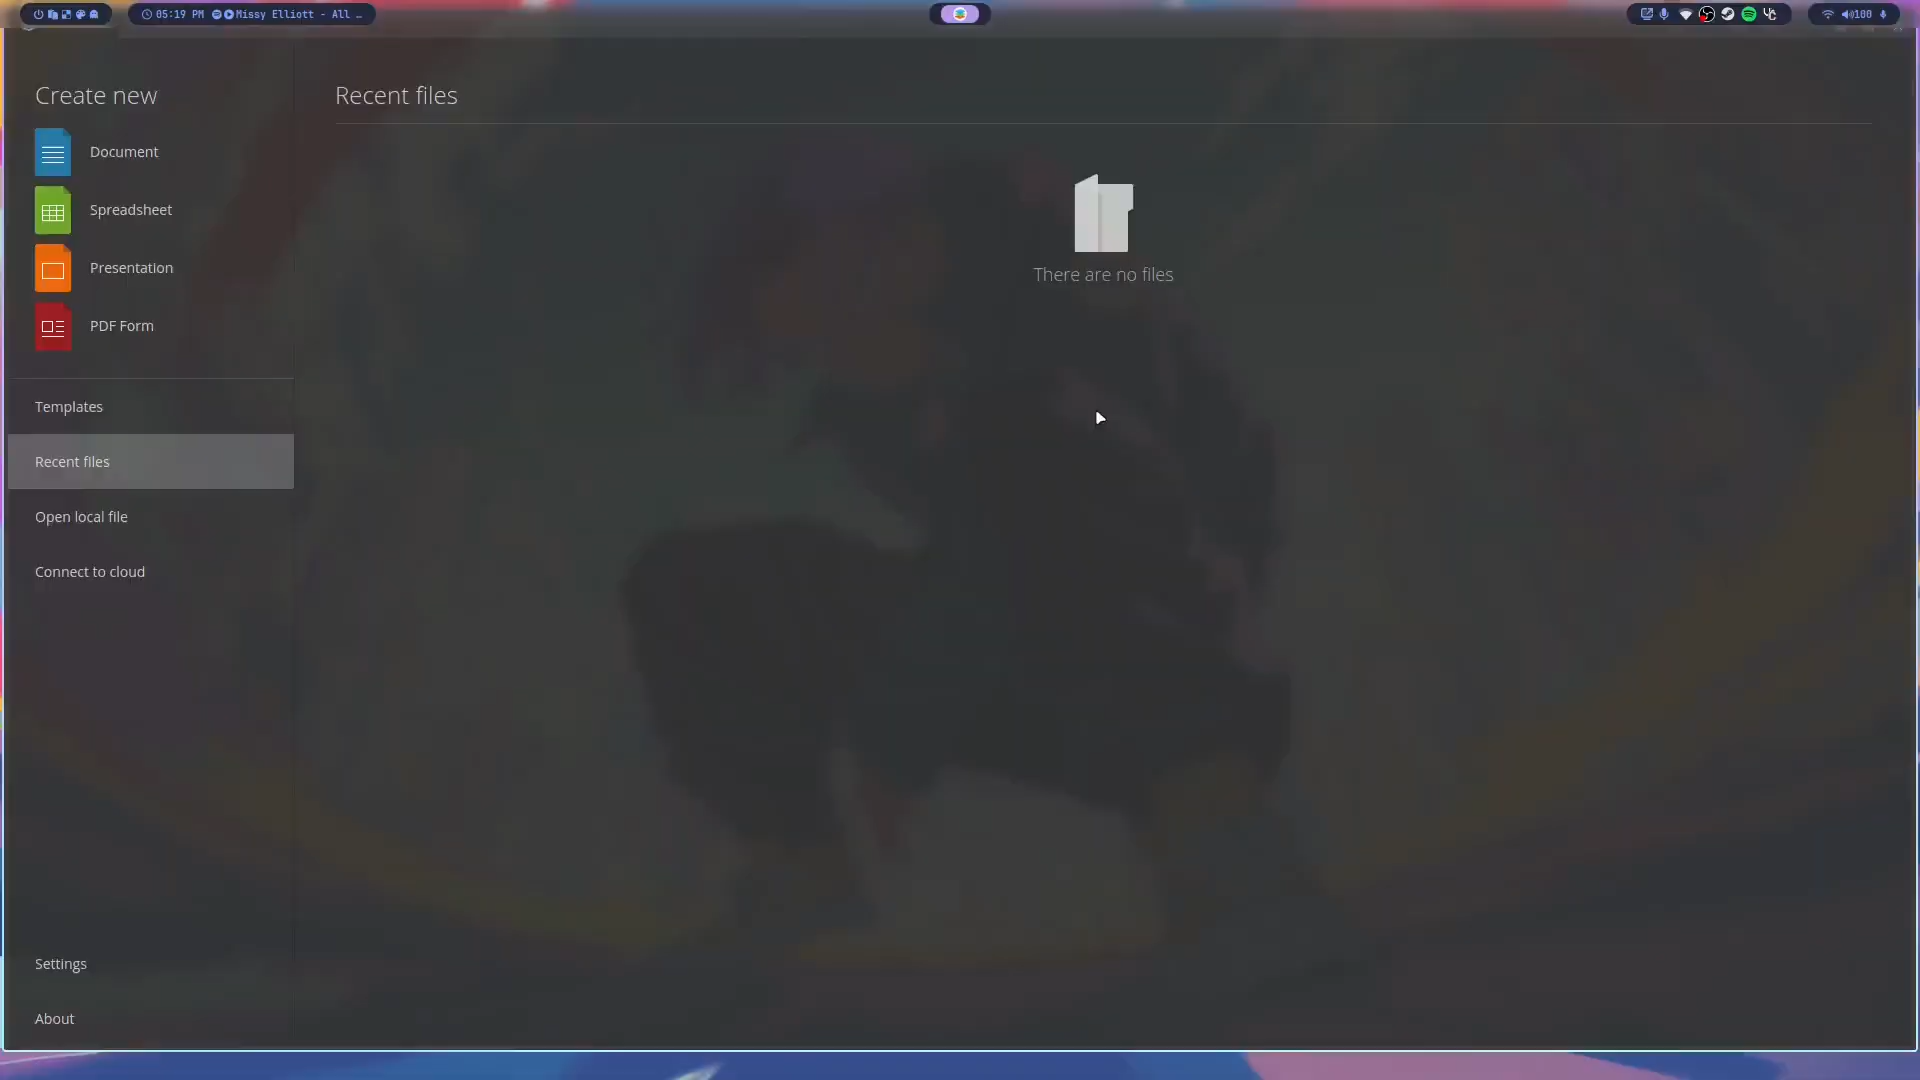 05:19 PM Missy Elliott - All …
100
Create new
Document
Spreadsheet
Presentation
PDF Form
Templates
Recent files
Open local file
Connect to cloud
Settings
About
Recent files
There are no files